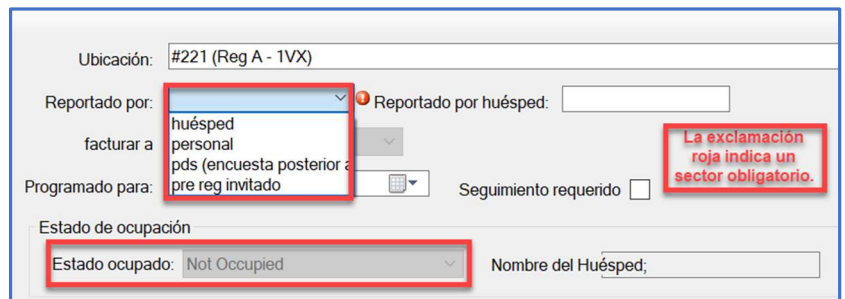 Ubicación: #221 (Reg A - 1VX)
Reportado por: Reportado por huésped:
huésped
facturar a personal
pds (encuesta posterior a
Programado para: pre reg invitado Seguimiento requerido
La exclamación
roja indica un
sector obligatorio.
Estado de ocupación
Estado ocupado: Not Occupied Nombre del Huésped;